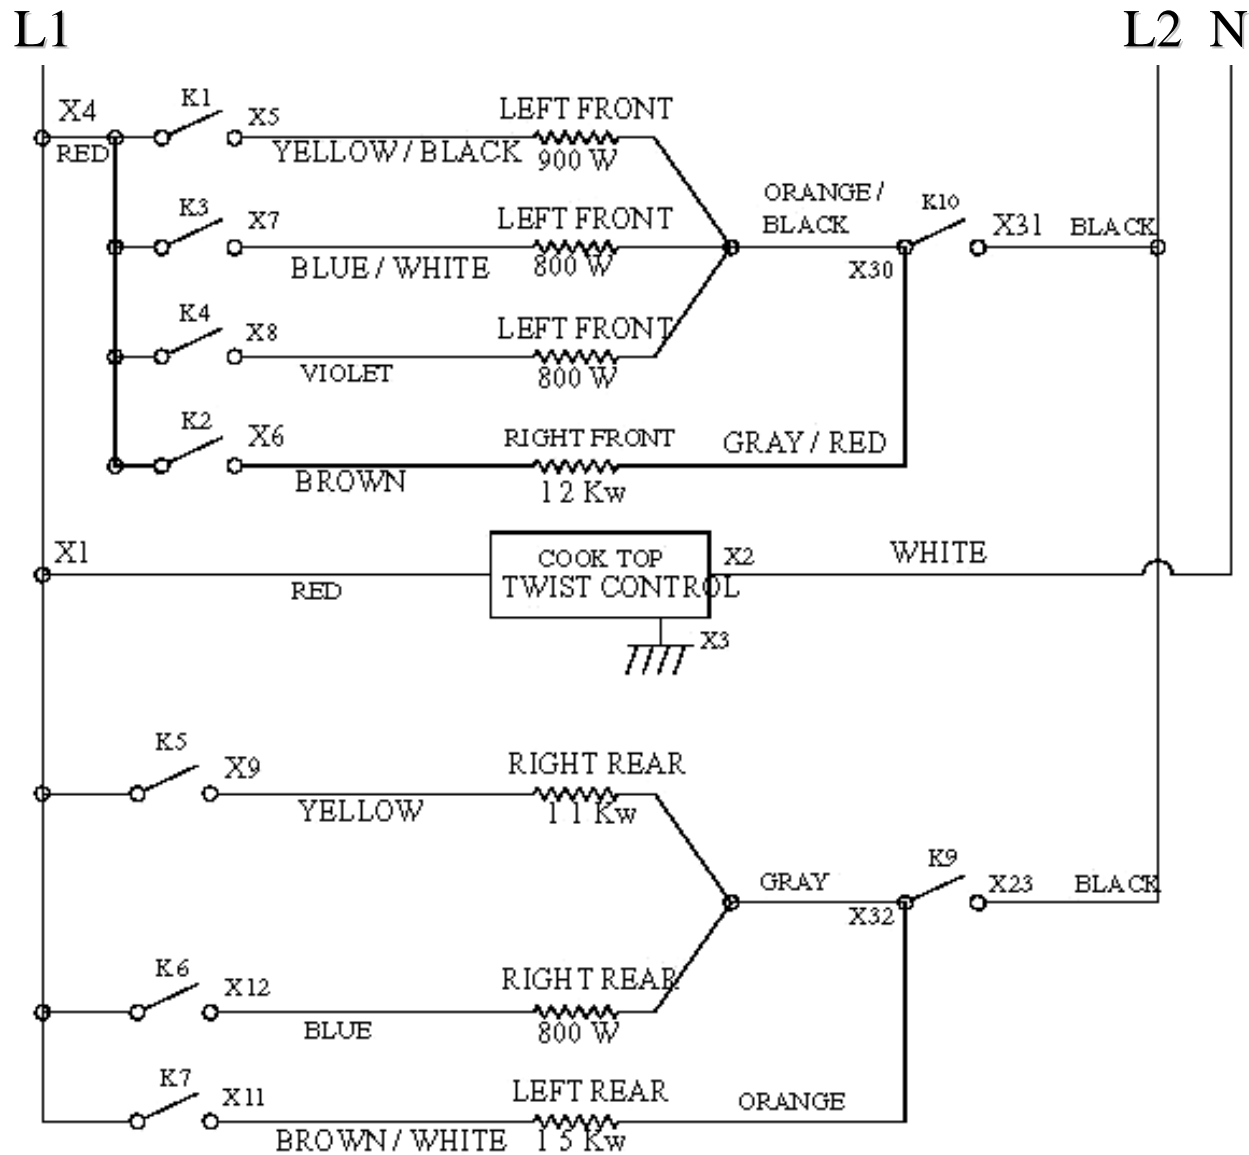 L1
L2 N
X4
K1
X5
LEFT FRONT
RED
YELLOW / BLACK
900 W
K3
X7
LEFT FRONT
ORANGE /
BLACK
K10
X31
BLACK
BLUE / WHITE
800 W
X30
K4
X8
LEFT FRONT
VIOLET
800 W
K2
X6
RIGHT FRONT
GRAY / RED
BROWN
1 2 Kw
X1
COOK TOP
TWIST CONTROL
X2
WHITE
RED
X3
K5
X9
RIGHT REAR
YELLOW
1 1 Kw
K9
GRAY
X23
BLACK
X32
K6
X12
RIGHT REAR
BLUE
800 W
K7
X11
LEFT REAR
ORANGE
BROWN / WHITE
1 5 Kw